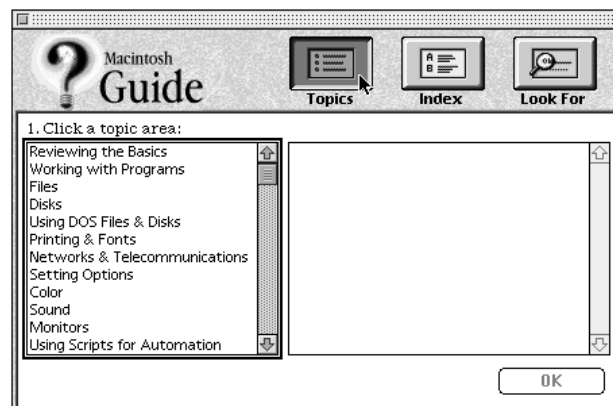 Macintosh
Guide
Topics
Index
Look For
1. Click a topic area:
Reviewing the Basics
Working with Programs
Files
Disks
Using DOS Files & Disks
Printing & Fonts
Networks & Telecommunications
Setting Options
Color
Sound
Monitors
Using Scripts for Automation
OK